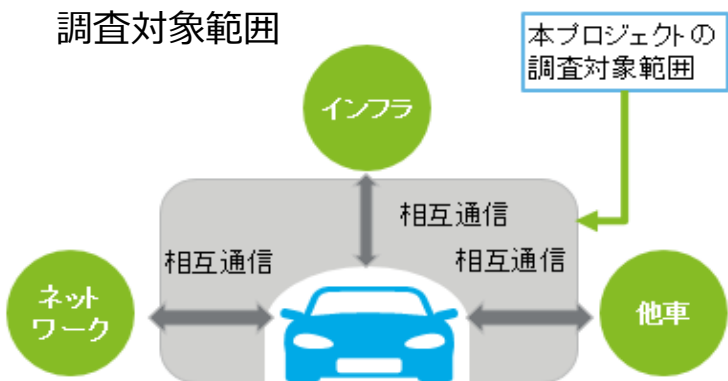 調査対象範囲
本プロジェクトの
調査対象範囲
インフラ
相互通信
相互通信
相互通信
ネット
ワーク
他車